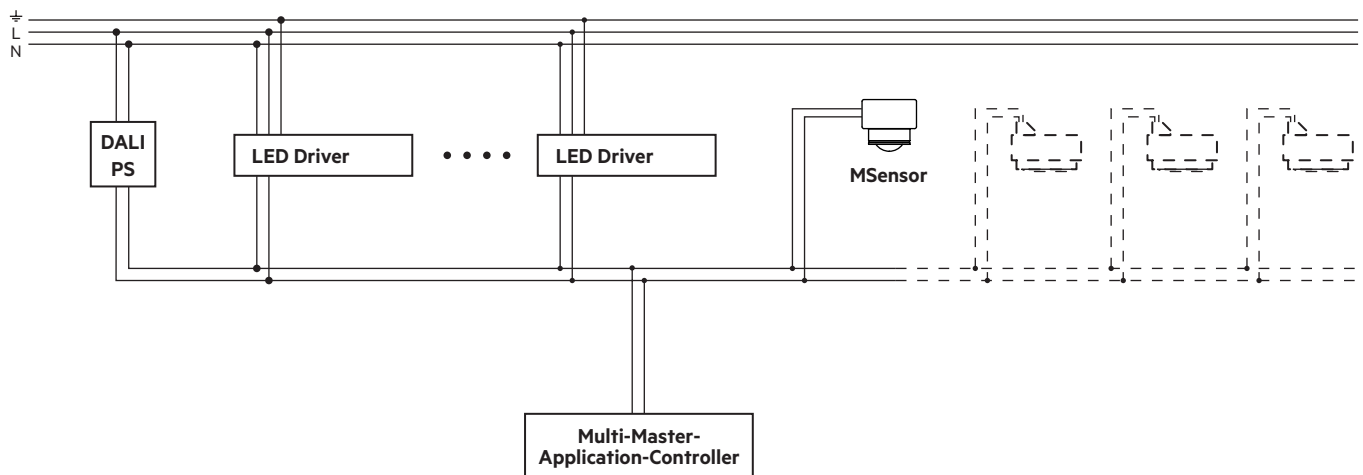 L
N
DALI
PS
LED Driver
LED Driver
MSensor
Multi-Master-
Application-Controller